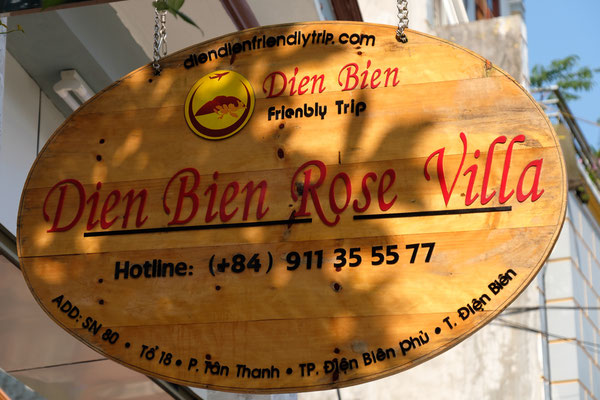 diendienfriendlytrip.com
Dien Bien
Frienbly Trip
Dien Bien Rose Villa
Hotline: (+84) 911 35 55 77
ADD: SN 80 • Tổ 18 • P. Tân Thanh • TP. Điện Biên phủ • T. Điện Biên